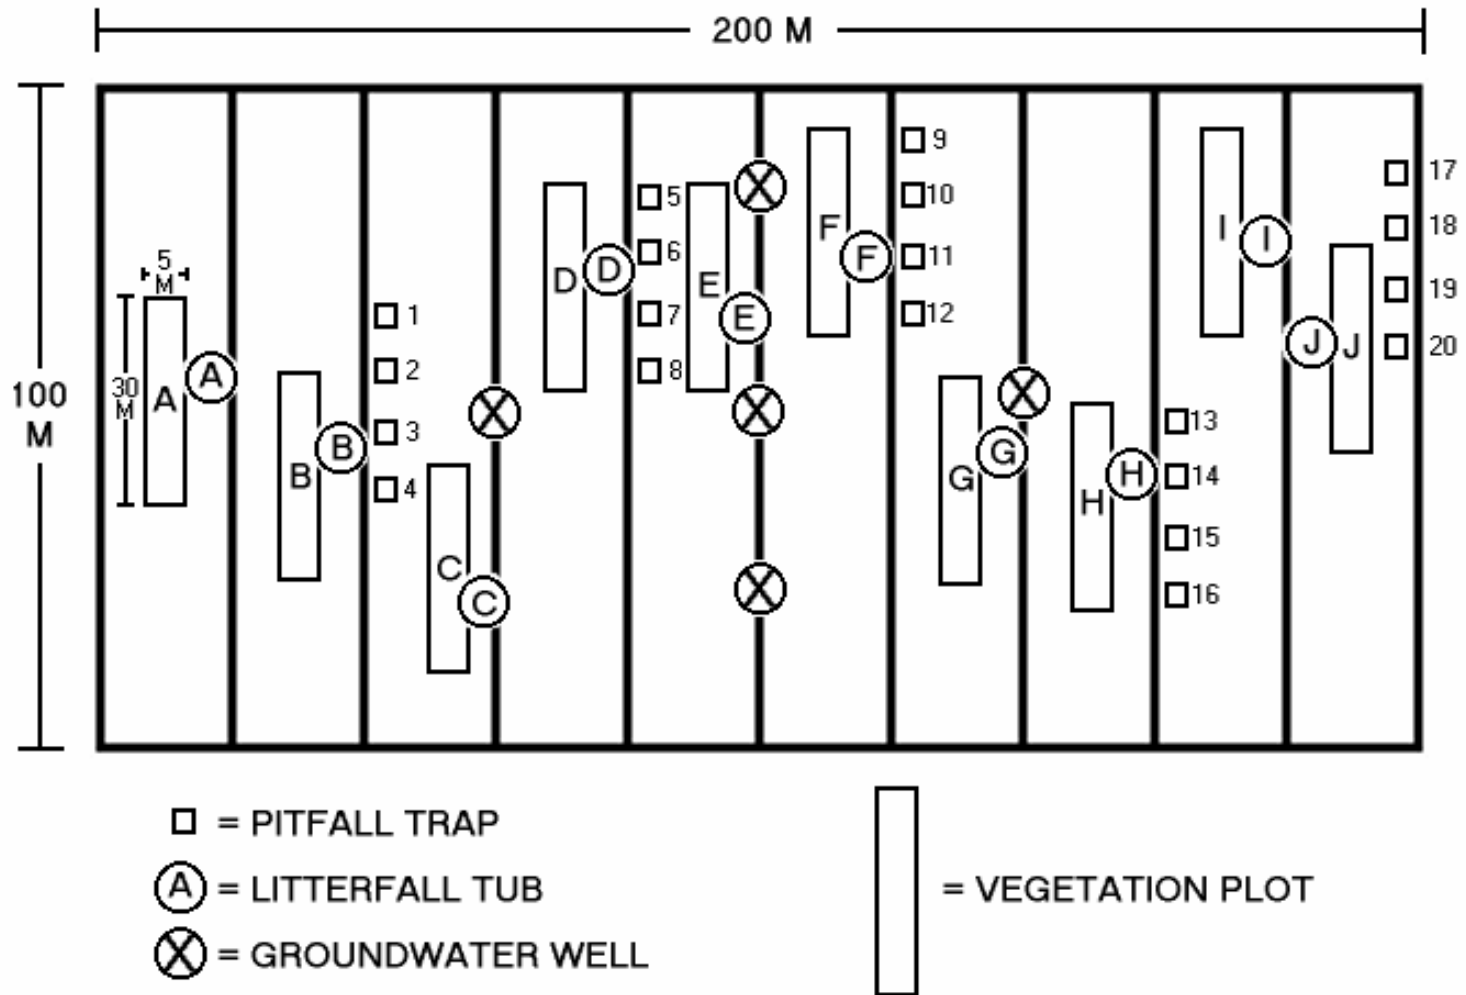 200 M
100
M
5
M
30
M
A
A
B
B
1
2
3
4
C
C
X
D
D
5
6
7
8
E
E
X
X
X
F
F
9
10
11
12
G
G
X
H
H
13
14
15
16
I
I
J
J
17
18
19
20
= PITFALL TRAP
A = LITTERFALL TUB
X = GROUNDWATER WELL
= VEGETATION PLOT